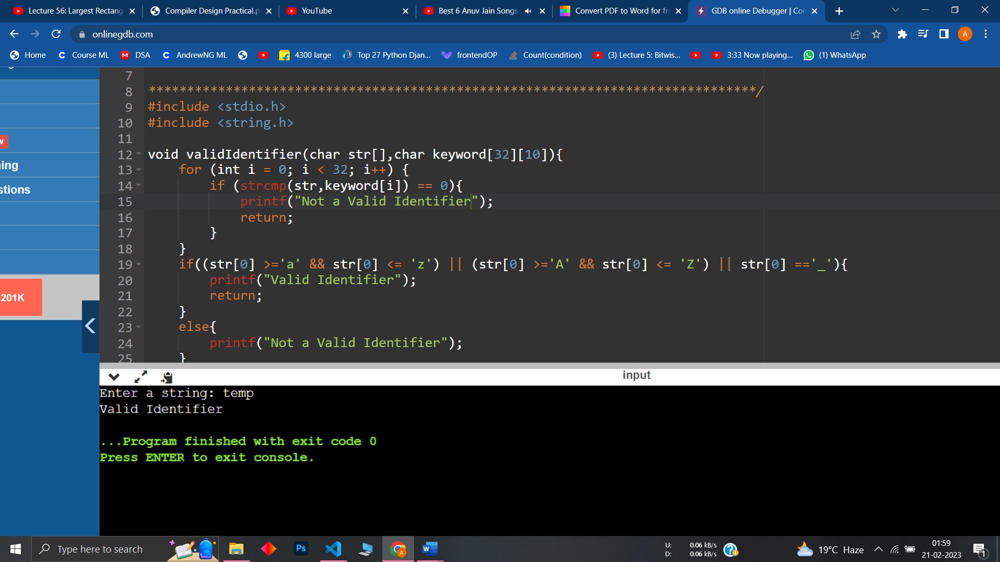 Lecture 56: Largest Rectang
Compiler Design Practical.p
YouTube
Best 6 Anuv Jain Songs
Convert PDF to Word for fre
GDB online Debugger | Con
onlinegdb.com
A
Home
Course ML
DSA
AndrewNG ML
4300 large
Top 27 Python Djan...
frontendOP
Count(condition)
(3) Lecture 5: Bitwis...
3:33 Now playing...
(1) WhatsApp
w
ing
stions
201K
7
8 ********************************************************************************/
9 #include <stdio.h>
10 #include <string.h>
11
12 void validIdentifier(char str[],char keyword[32][10]){
13 for (int i = 0; i < 32; i++) {
14 if (strcmp(str,keyword[i]) == 0){
15 printf("Not a Valid Identifier");
16 return;
17 }
18 }
19 if((str[0] >='a' && str[0] <= 'z') || (str[0] >='A' && str[0] <= 'Z') || str[0] =='_'){
20 printf("Valid Identifier");
21 return;
22 }
23 else{
24 printf("Not a Valid Identifier");
25 }
input
Enter a string: temp
Valid Identifier
...Program finished with exit code 0
Press ENTER to exit console.
Type here to search
Ps
U: 0.06 kB/s
D: 0.06 kB/s
19°C Haze
01:59
21-02-2023
1